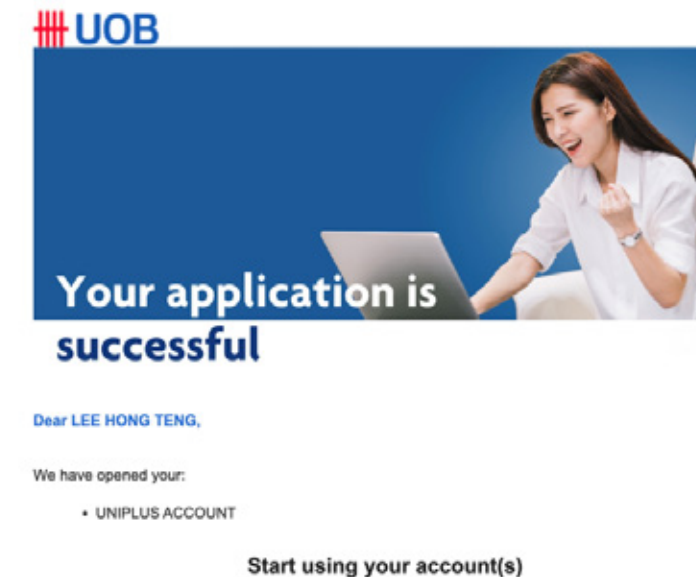 UOB
Your application is
successful
Dear LEE HONG TENG,
We have opened your:
• UNIPLUS ACCOUNT
Start using your account(s)